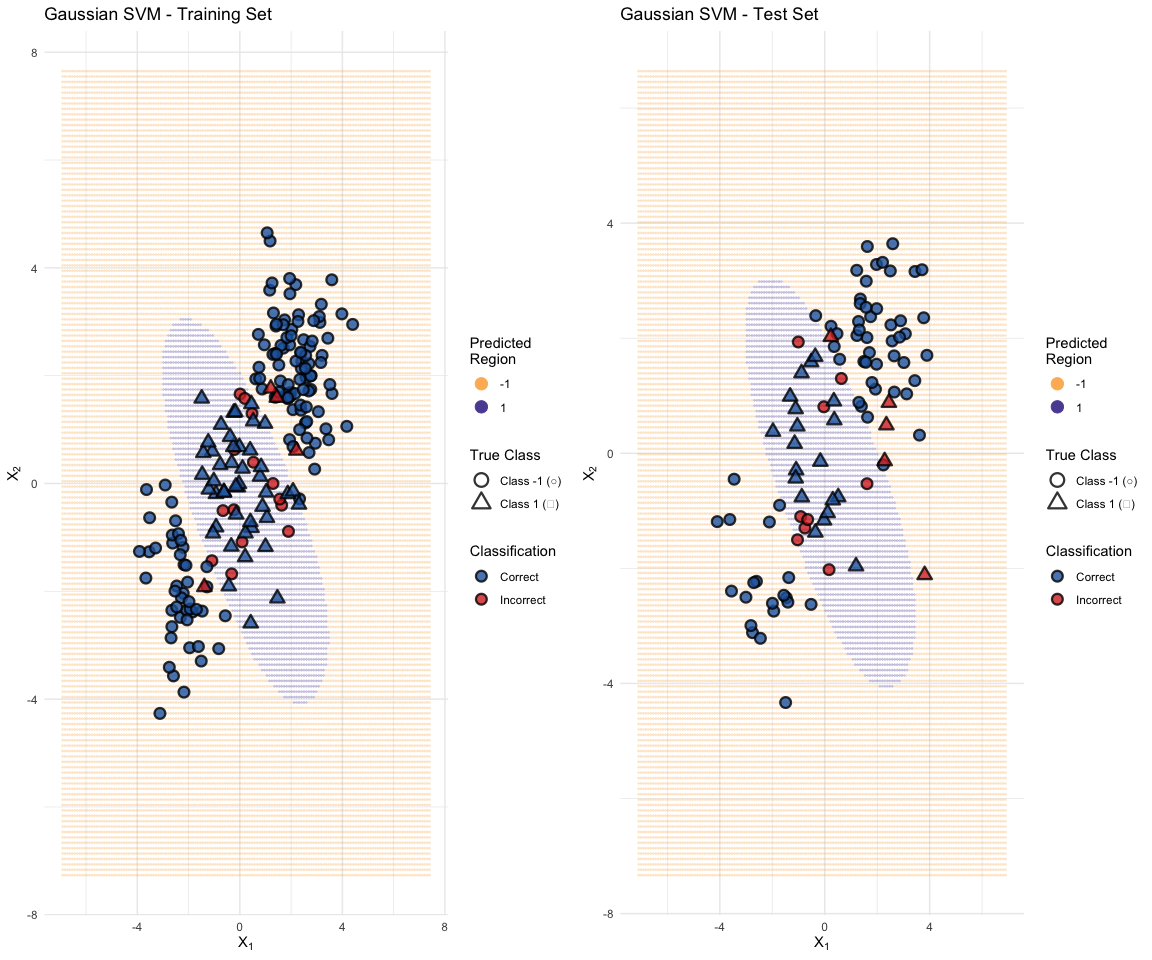 Gaussian SVM - Training Set
8
4
0
-4
-8
-4
0
4
8
X₁
X₂
Predicted
Region
-1
1
True Class
Class -1 (○)
Class 1 (□)
Classification
Correct
Incorrect
Gaussian SVM - Test Set
4
0
-4
-8
-4
0
4
X₁
X₂
Predicted
Region
-1
1
True Class
Class -1 (○)
Class 1 (□)
Classification
Correct
Incorrect